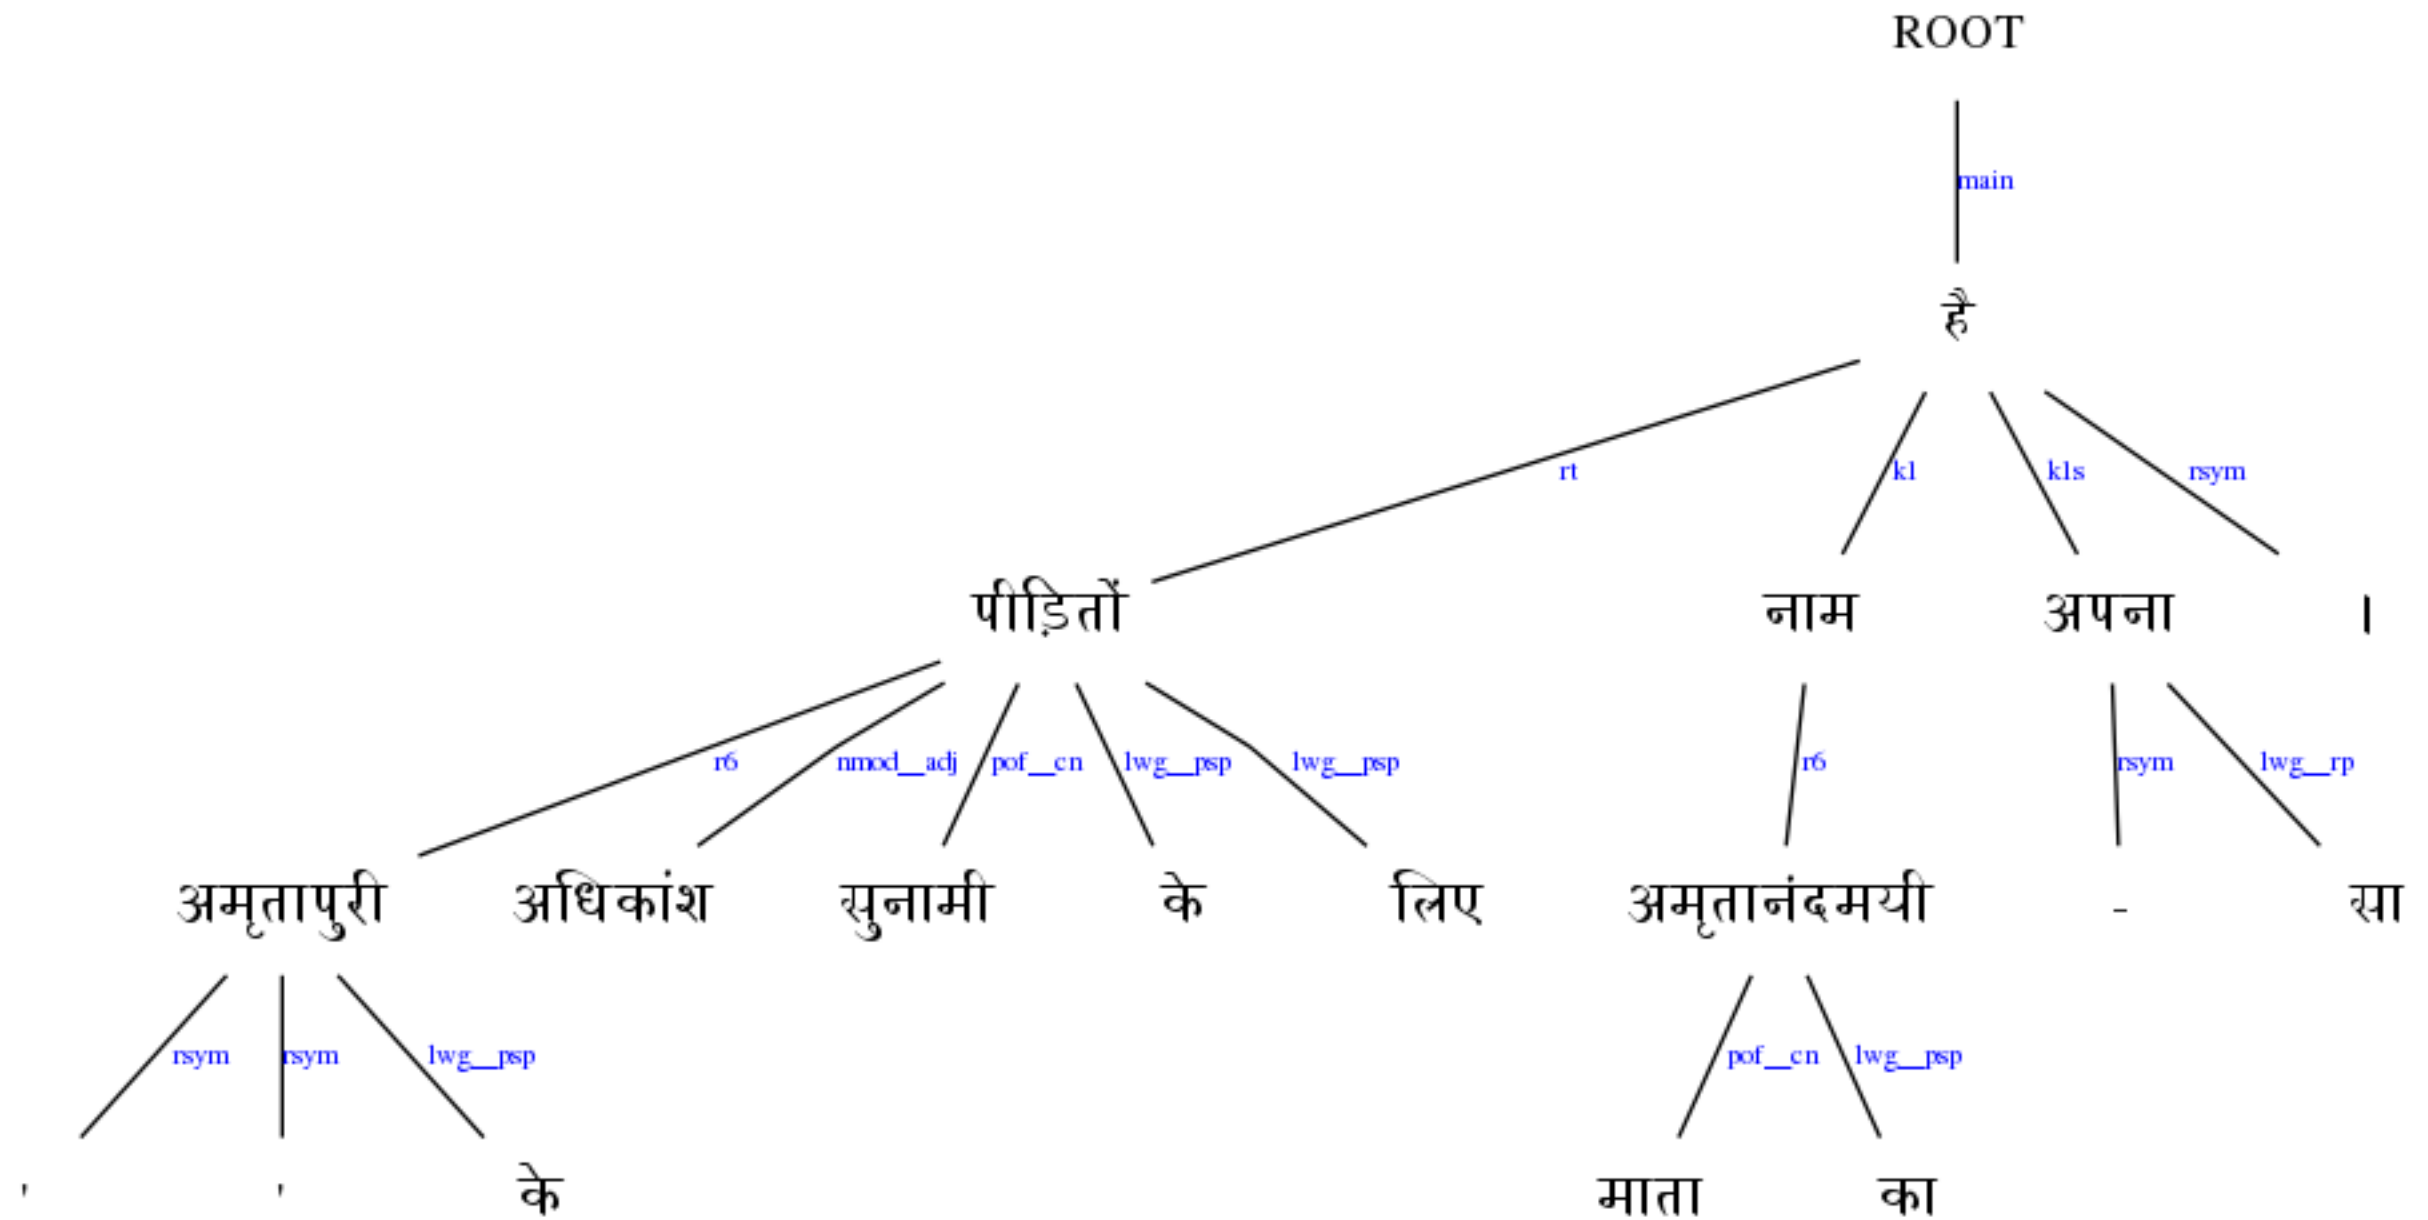 ROOT
main
है
rt k1 k1s rsym
पीड़ितों नाम अपना ।
r6 nmod__adj pof__cn lwg__psp lwg__psp r6 rsym lwg__rp
अमृतापुरी अधिकांश सुनामी के लिए अमृतानंदमयी - सा
rsym rsym lwg__psp pof__cn lwg__psp
' ' के माता का